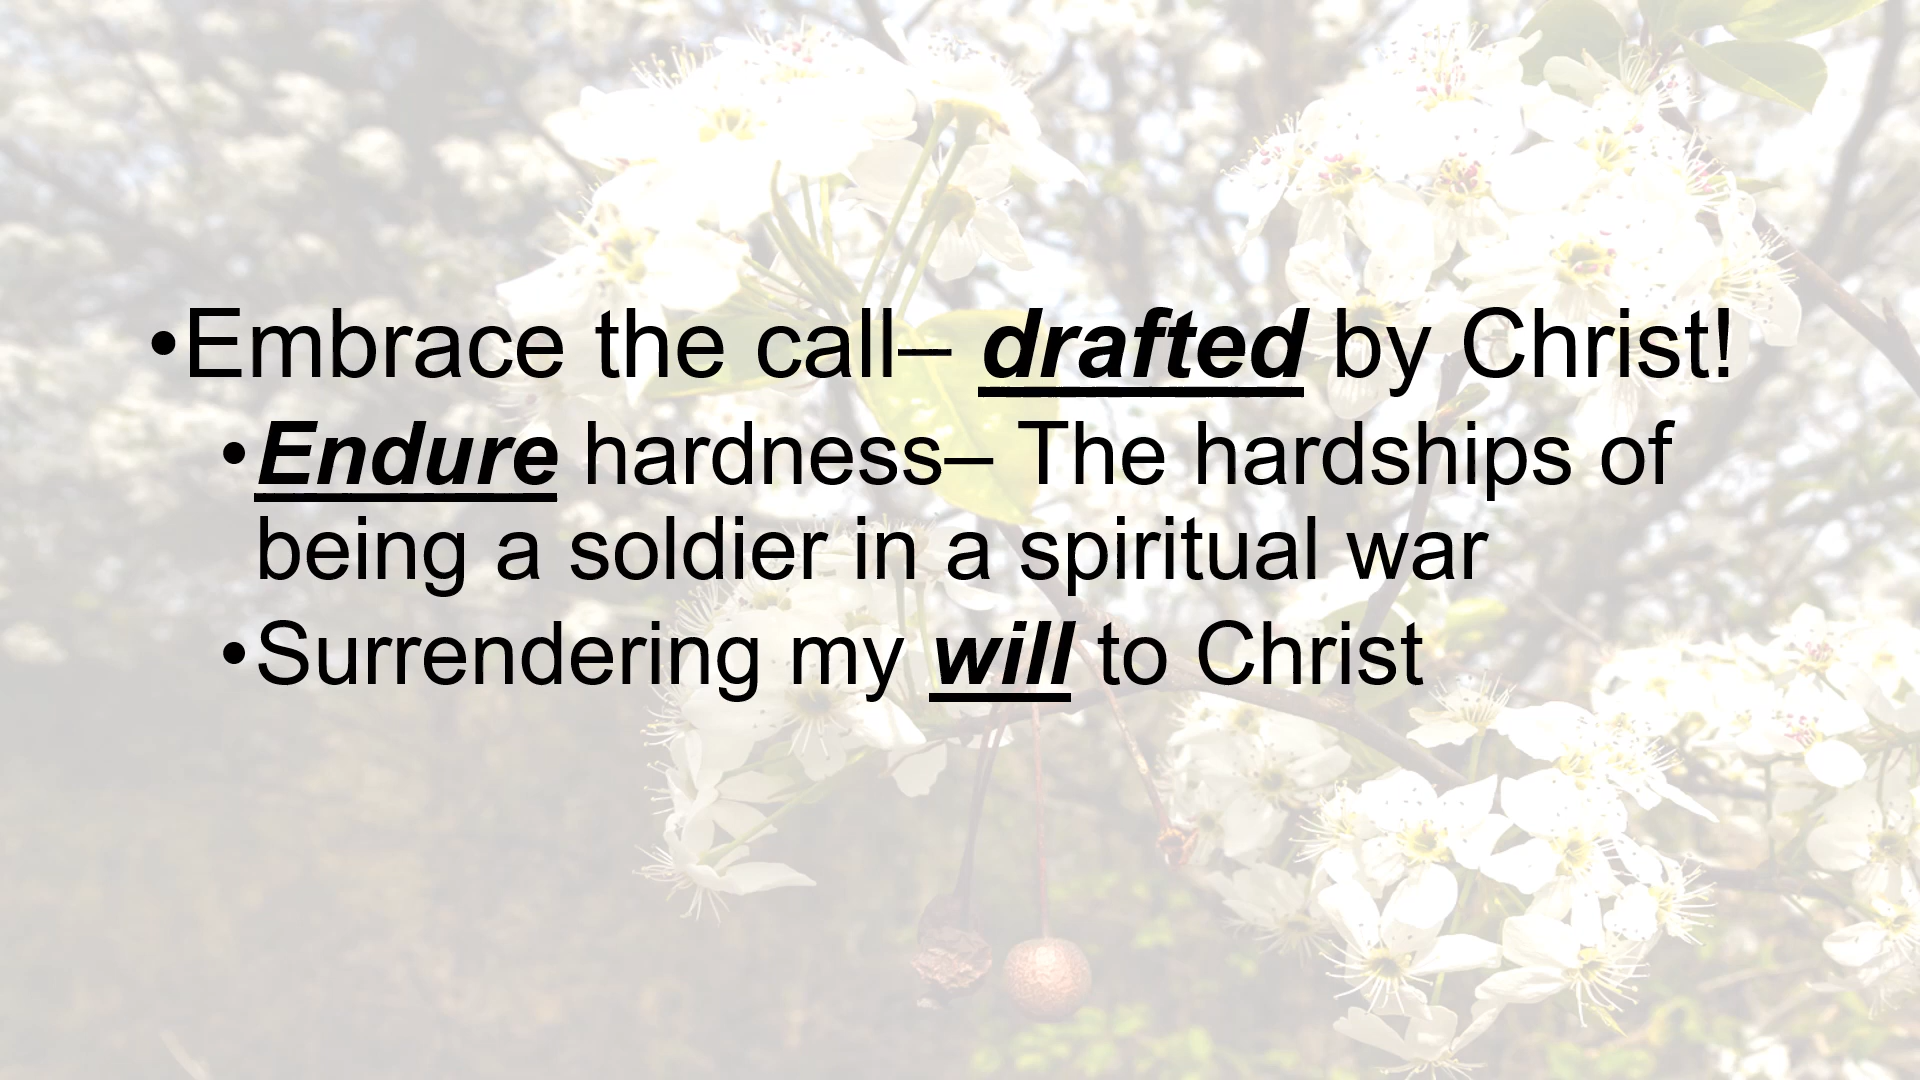 •Embrace the call– drafted by Christ!
•Endure hardness– The hardships of
being a soldier in a spiritual war
•Surrendering my will to Christ